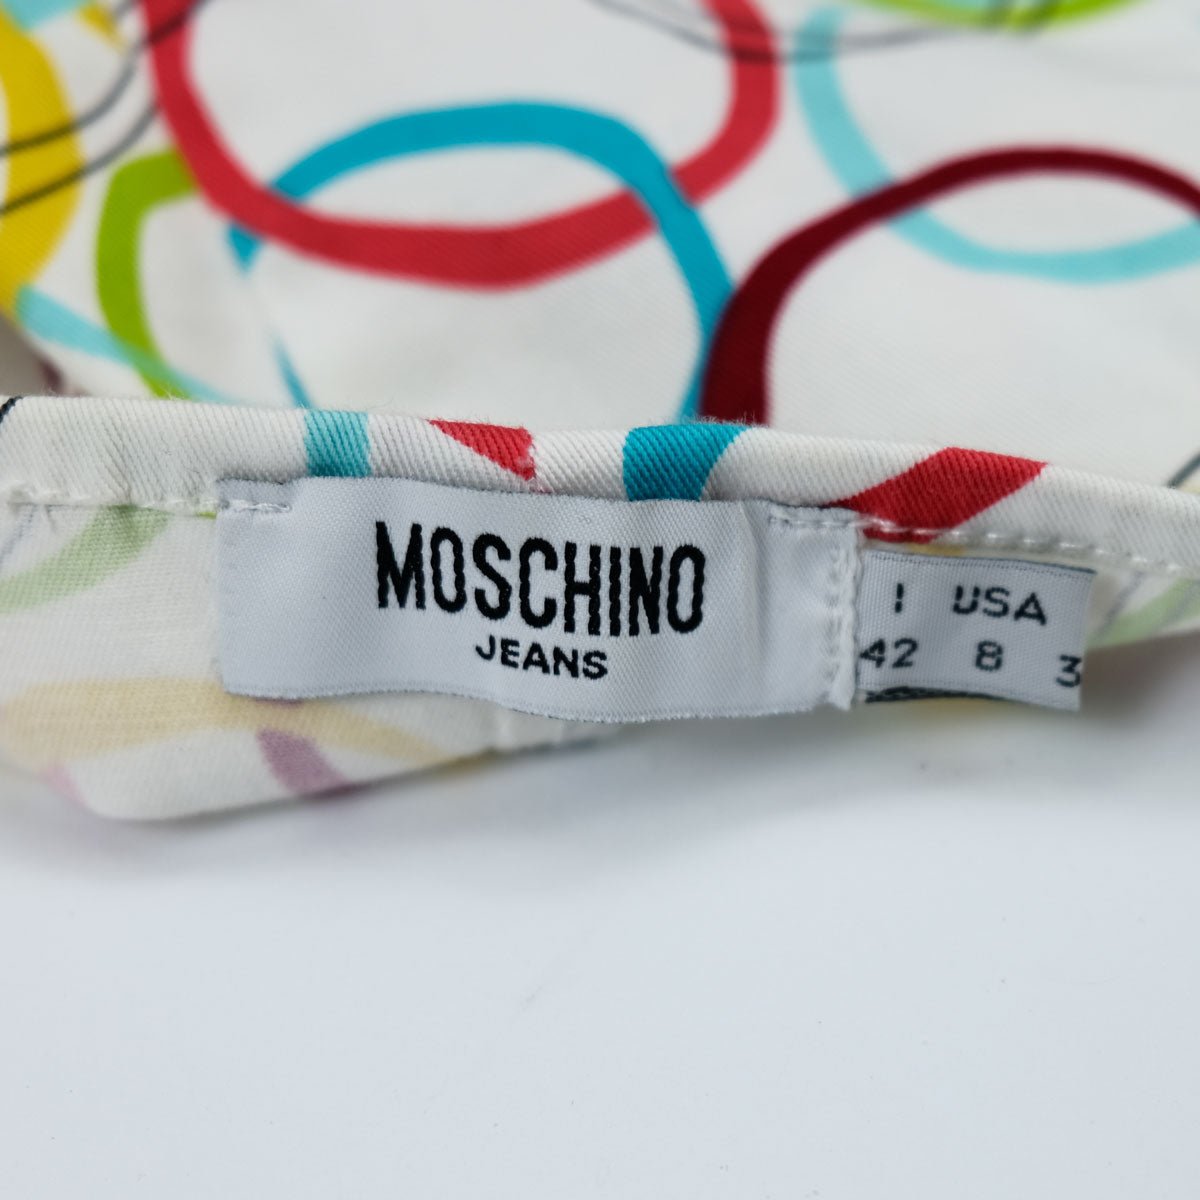 MOSCHINO
JEANS
I USA
42 8 3